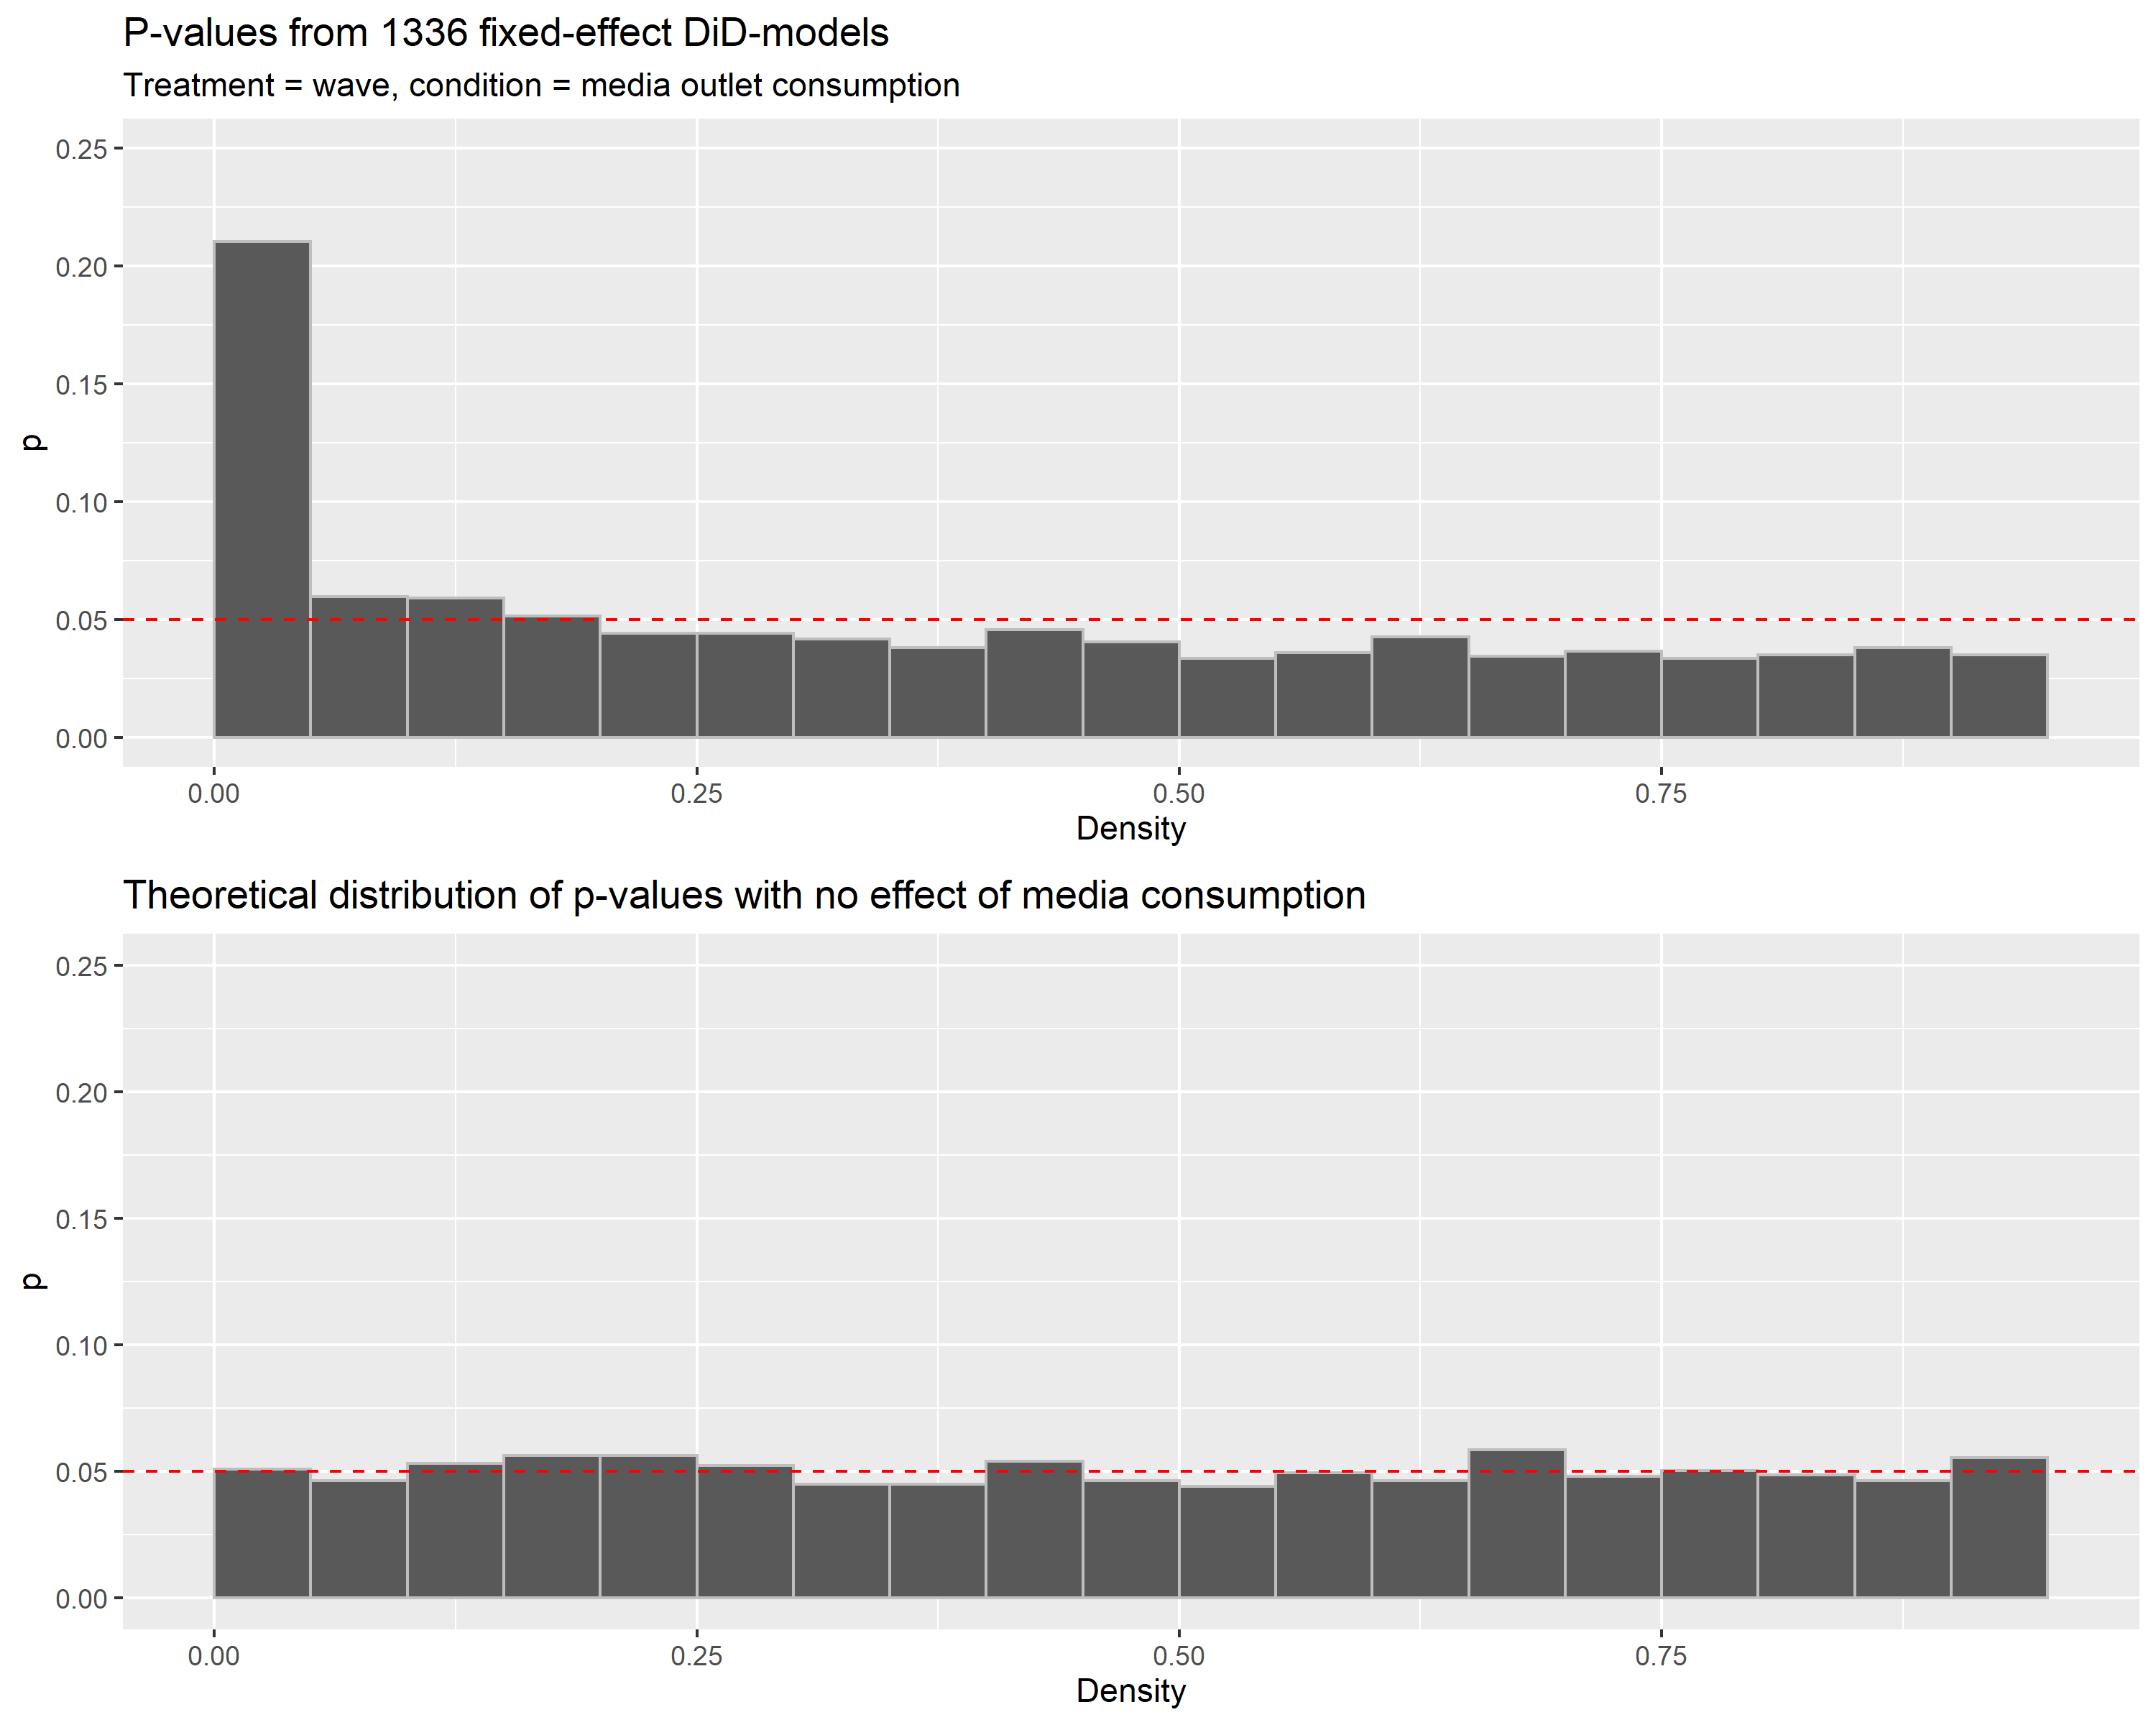 P-values from 1336 fixed-effect DiD-models
Treatment = wave, condition = media outlet consumption
0.25
0.20
0.15
0.10
0.05
0.00
p
0.00 0.25 0.50 0.75
Density
Theoretical distribution of p-values with no effect of media consumption
0.25
0.20
0.15
0.10
0.05
0.00
p
0.00 0.25 0.50 0.75
Density